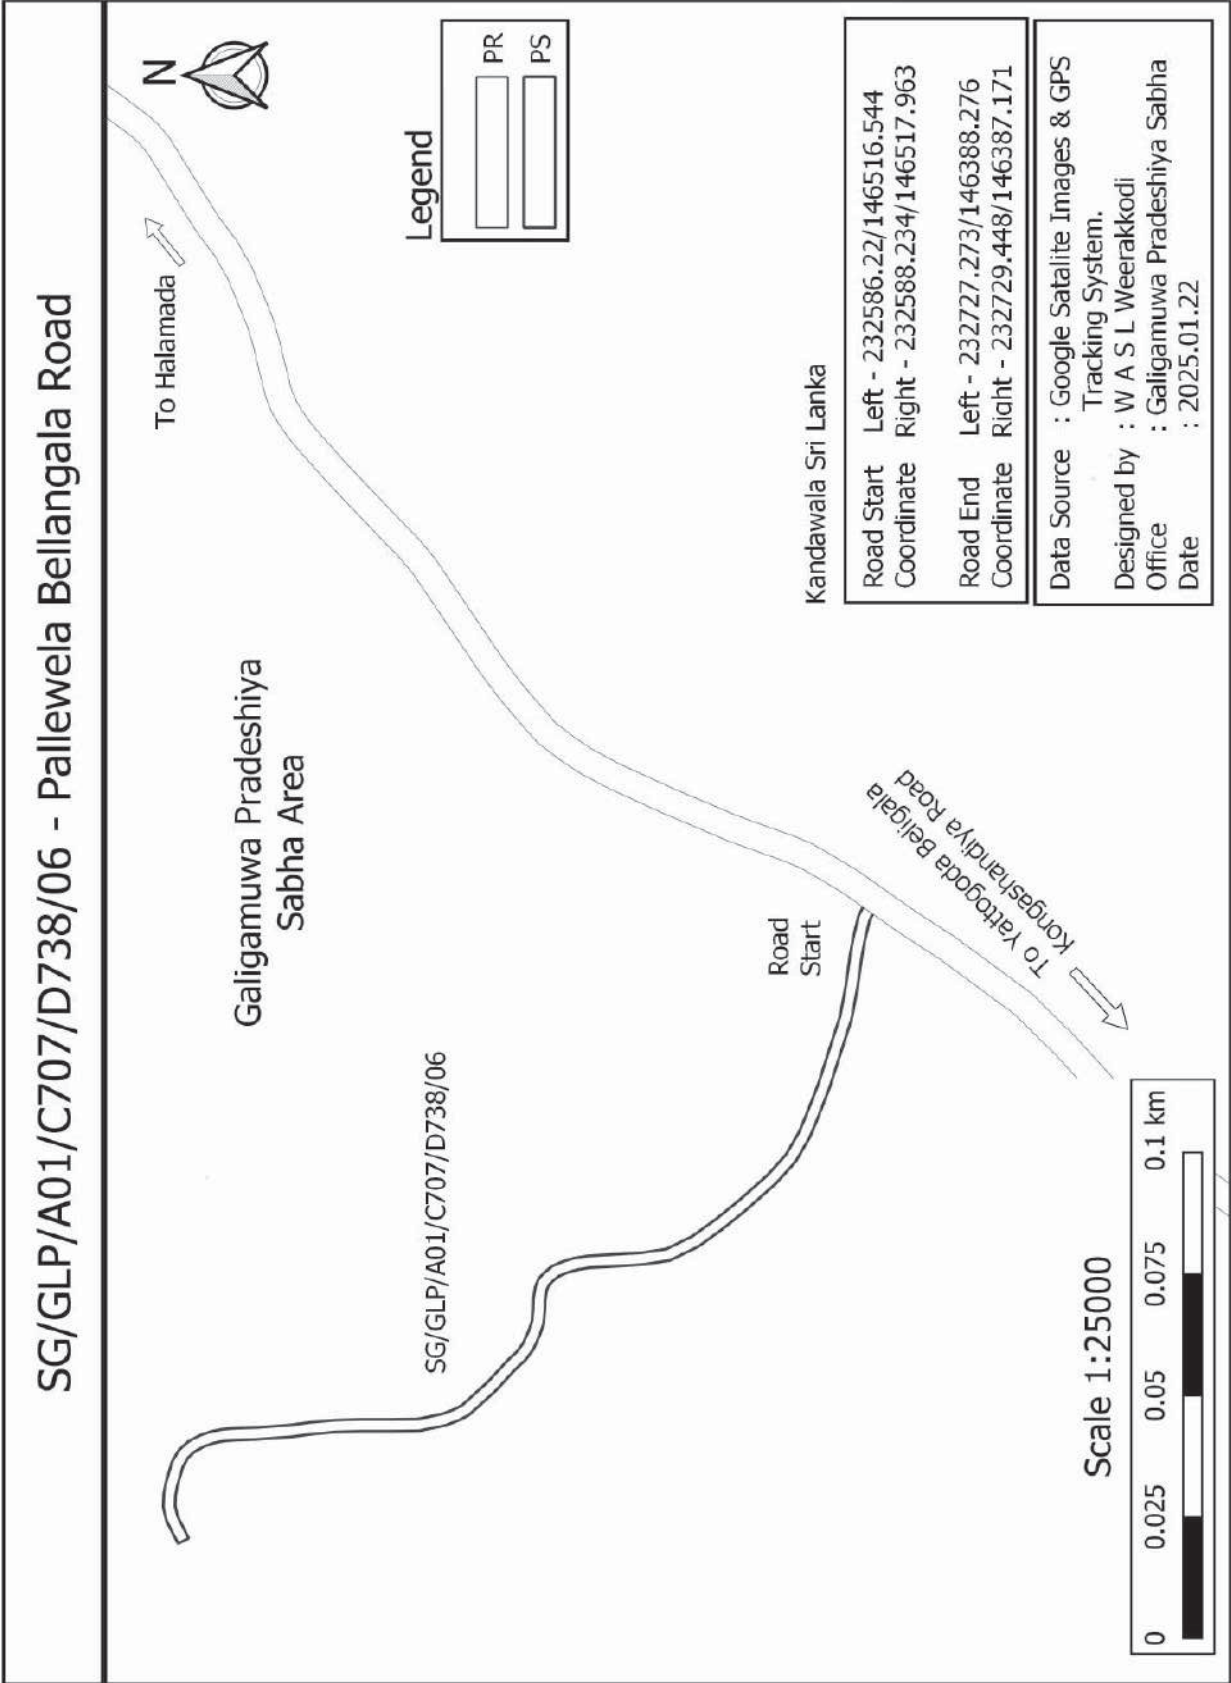 SG/GLP/A01/C707/D738/06 - Pallewela Bellangala Road
N
To Halamada
Galigamuwa Pradeshiya
Sabha Area
Legend
PR
PS
SG/GLP/A01/C707/D738/06
Road
Start
To Yattogoda Beligala
Kongashandiya Road
Kandawala Sri Lanka
Road Start Left - 232586.22/146516.544
Coordinate Right - 232588.234/146517.963
Road End Left - 232727.273/146388.276
Coordinate Right - 232729.448/146387.171
Data Source : Google Satalite Images & GPS
Tracking System.
Designed by : W A S L Weerakkodi
Office : Galigamuwa Pradeshiya Sabha
Date : 2025.01.22
Scale 1:25000
0 0.025 0.05 0.075 0.1 km